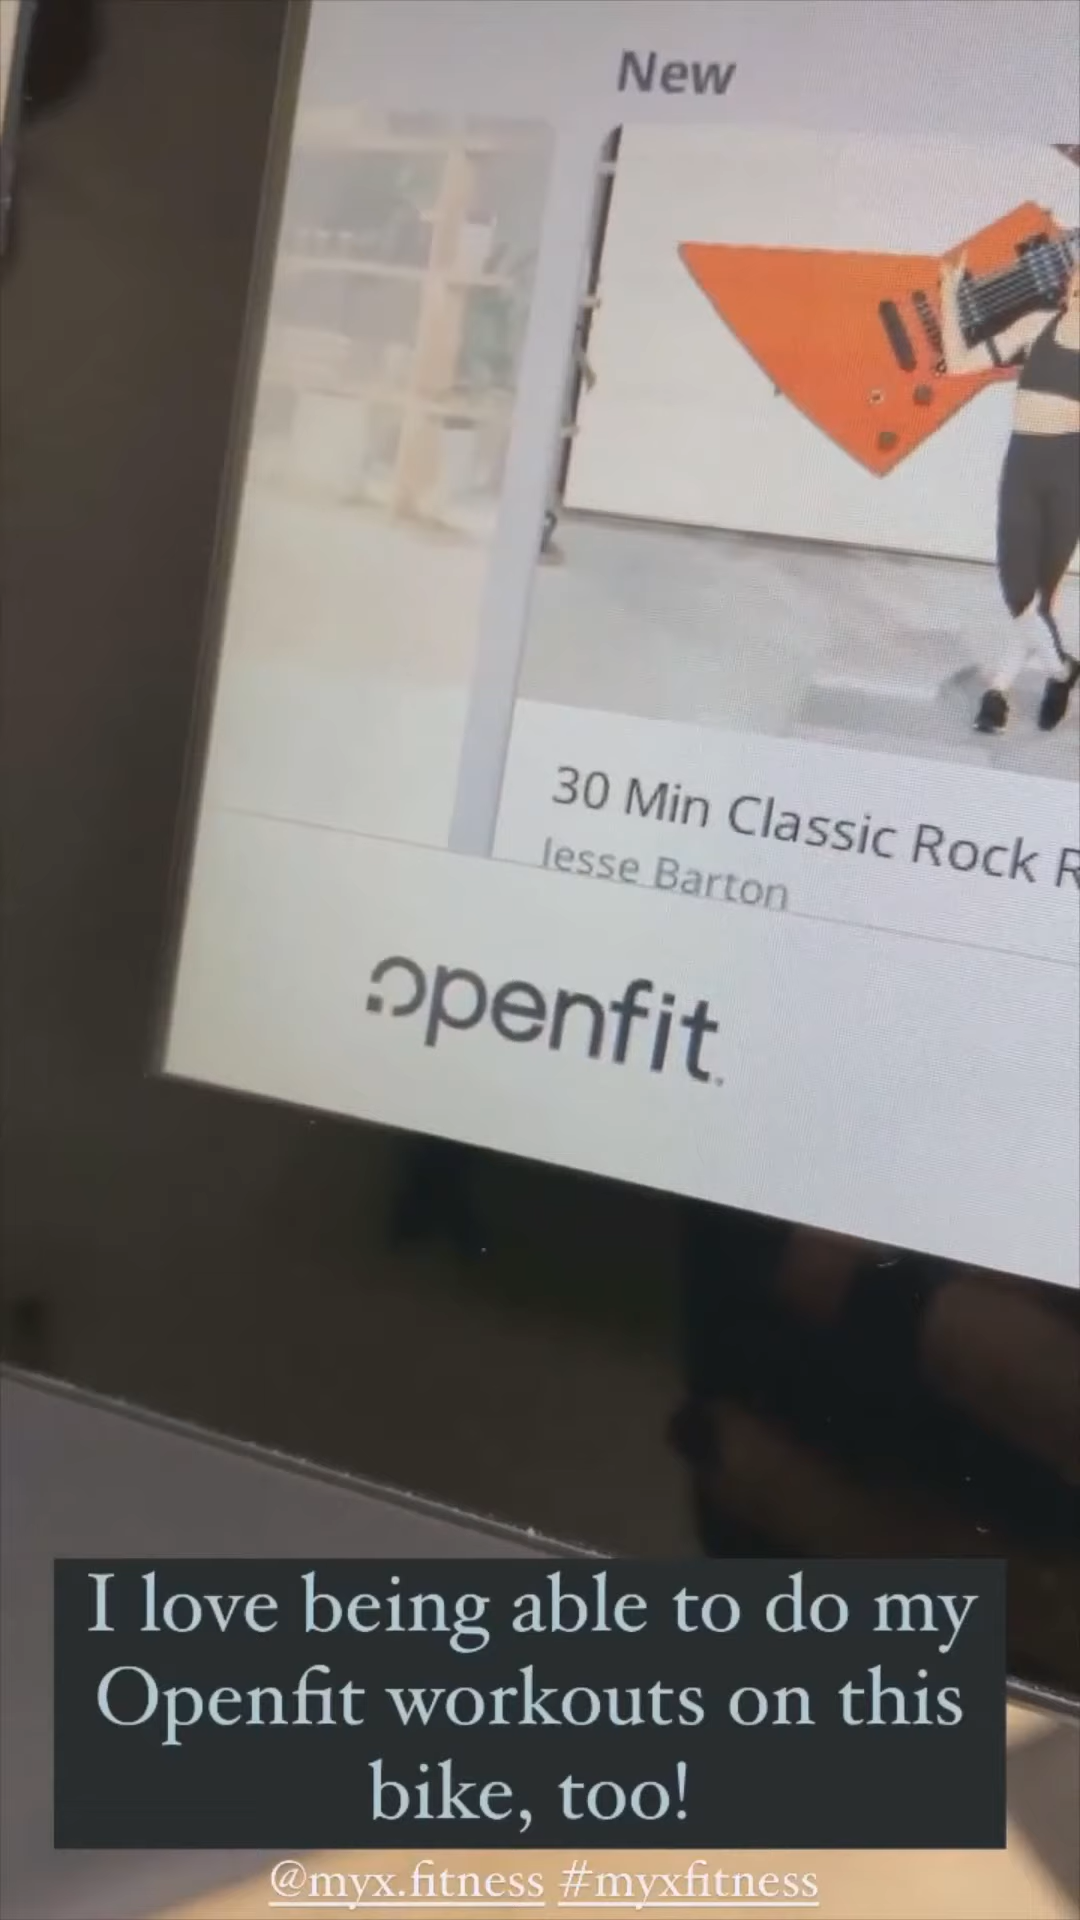 New
30 Min Classic Rock R
Jesse Barton
openfit.
I love being able to do my
Openfit workouts on this
bike, too!
@myx.fitness #myxfitness